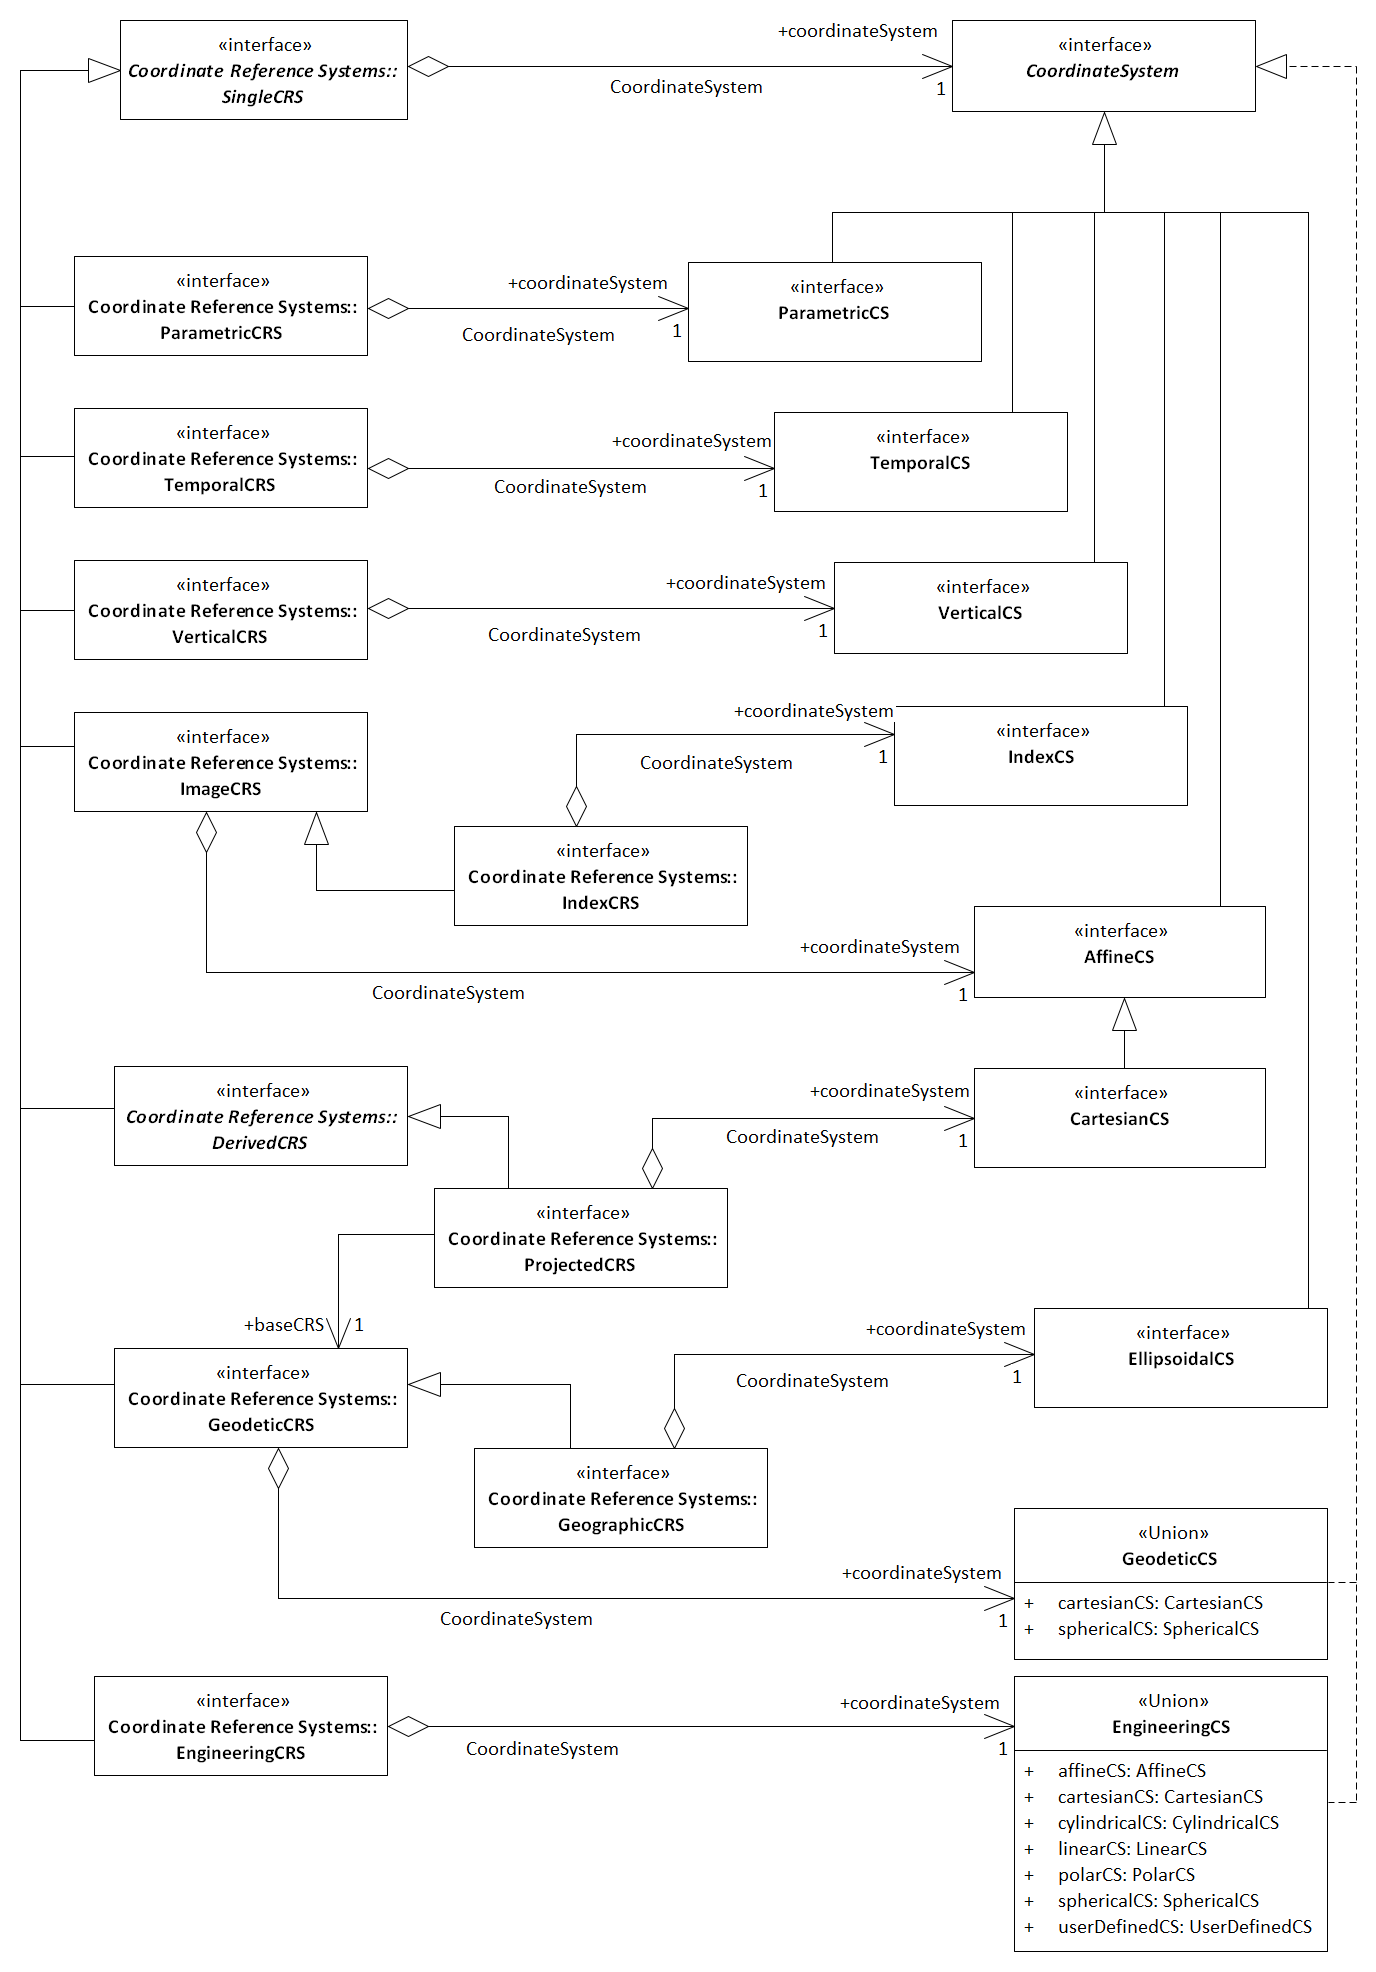 «interface»
Coordinate Reference Systems::
SingleCRS
+coordinateSystem
CoordinateSystem
1
«interface»
CoordinateSystem
«interface»
Coordinate Reference Systems::
ParametricCRS
+coordinateSystem
CoordinateSystem
1
«interface»
ParametricCS
«interface»
Coordinate Reference Systems::
TemporalCRS
+coordinateSystem
CoordinateSystem
1
«interface»
TemporalCS
«interface»
Coordinate Reference Systems::
VerticalCRS
+coordinateSystem
CoordinateSystem
1
«interface»
VerticalCS
«interface»
Coordinate Reference Systems::
ImageCRS
+coordinateSystem
CoordinateSystem
1
«interface»
IndexCS
«interface»
Coordinate Reference Systems::
IndexCRS
+coordinateSystem
CoordinateSystem
1
«interface»
AffineCS
«interface»
Coordinate Reference Systems::
DerivedCRS
+coordinateSystem
CoordinateSystem
1
«interface»
CartesianCS
«interface»
Coordinate Reference Systems::
ProjectedCRS
+baseCRS
1
«interface»
Coordinate Reference Systems::
GeodeticCRS
+coordinateSystem
CoordinateSystem
1
«interface»
EllipsoidalCS
«interface»
Coordinate Reference Systems::
GeographicCRS
+coordinateSystem
CoordinateSystem
1
«Union»
GeodeticCS
+ cartesianCS: CartesianCS
+ sphericalCS: SphericalCS
«interface»
Coordinate Reference Systems::
EngineeringCRS
+coordinateSystem
CoordinateSystem
1
«Union»
EngineeringCS
+ affineCS: AffineCS
+ cartesianCS: CartesianCS
+ cylindricalCS: CylindricalCS
+ linearCS: LinearCS
+ polarCS: PolarCS
+ sphericalCS: SphericalCS
+ userDefinedCS: UserDefinedCS